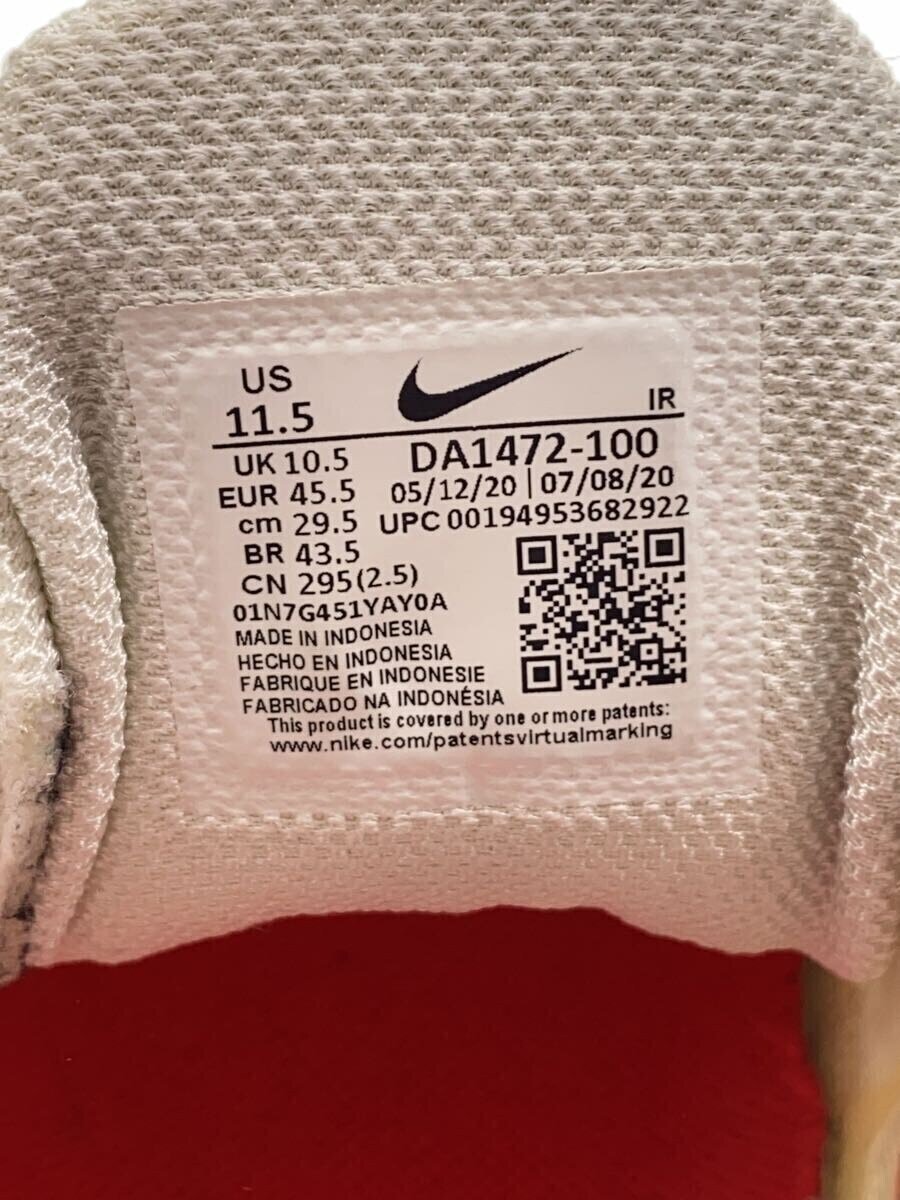 US
11.5
IR
UK 10.5
EUR 45.5
cm 29.5
BR 43.5
CN 295(2.5)
DA1472-100
05/12/20 | 07/08/20
UPC 00194953682922
01N7G451YAY0A
MADE IN INDONESIA
HECHO EN INDONESIA
FABRIQUE EN INDONESIE
FABRICADO NA INDONÉSIA
This product is covered by one or more patents:
www.nike.com/patentsvirtualmarking